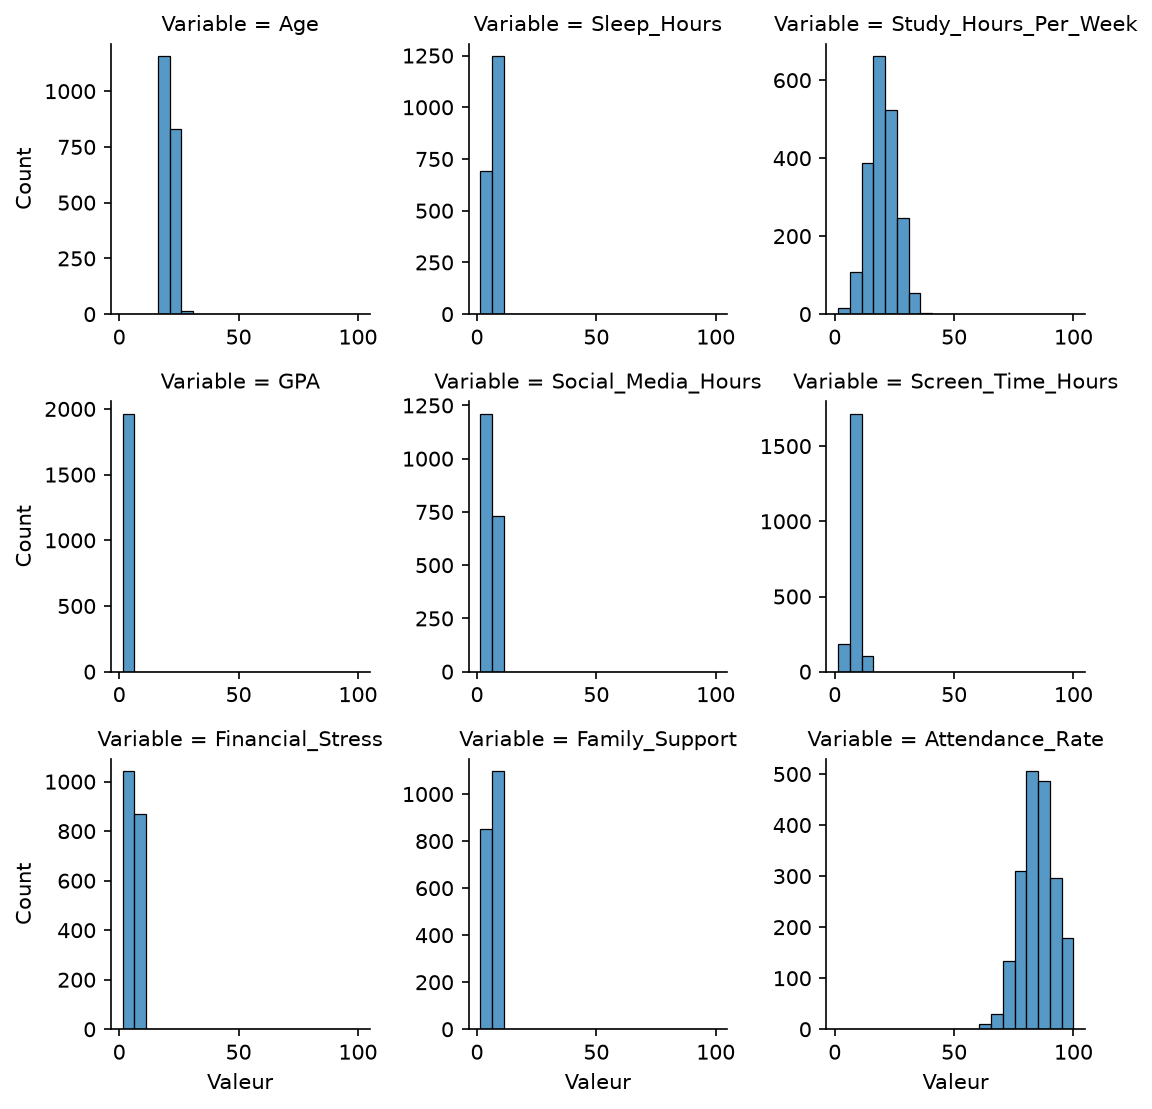 Variable = Age
Variable = Sleep_Hours
Variable = Study_Hours_Per_Week
Count
1000
750
500
250
0
0 50 100
1250
1000
750
500
250
0
0 50 100
600
400
200
0
0 50 100
Variable = GPA
Variable = Social_Media_Hours
Variable = Screen_Time_Hours
Count
2000
1500
1000
500
0
0 50 100
1250
1000
750
500
250
0
0 50 100
1500
1000
500
0
0 50 100
Variable = Financial_Stress
Variable = Family_Support
Variable = Attendance_Rate
Count
1000
800
600
400
200
0
0 50 100
Valeur
1000
800
600
400
200
0
0 50 100
Valeur
500
400
300
200
100
0
0 50 100
Valeur